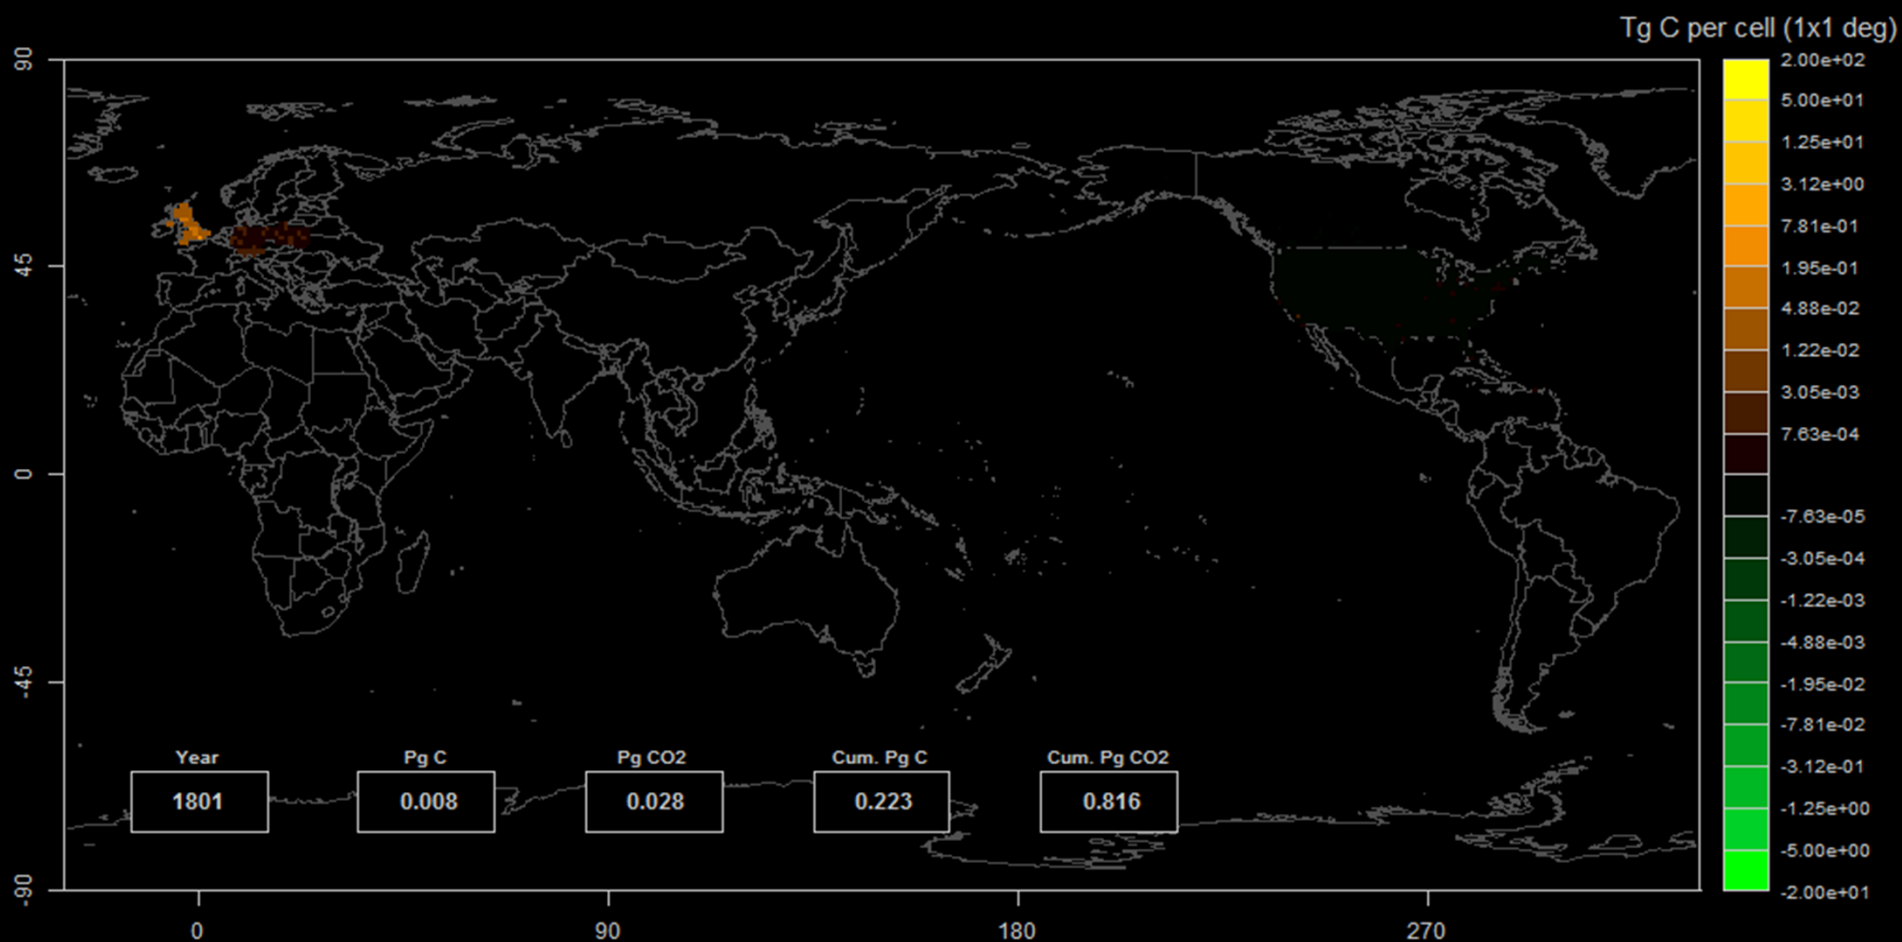 Tg C per cell (1x1 deg)
90
45
0
-45
-90
2.00e+02
5.00e+01
1.25e+01
3.12e+00
7.81e-01
1.95e-01
4.88e-02
1.22e-02
3.05e-03
7.63e-04
-7.63e-05
-3.05e-04
-1.22e-03
-4.88e-03
-1.95e-02
-7.81e-02
-3.12e-01
-1.25e+00
-5.00e+00
-2.00e+01
Year Pg C Pg CO2 Cum. Pg C Cum. Pg CO2
1801 0.008 0.028 0.223 0.816
0 90 180 270